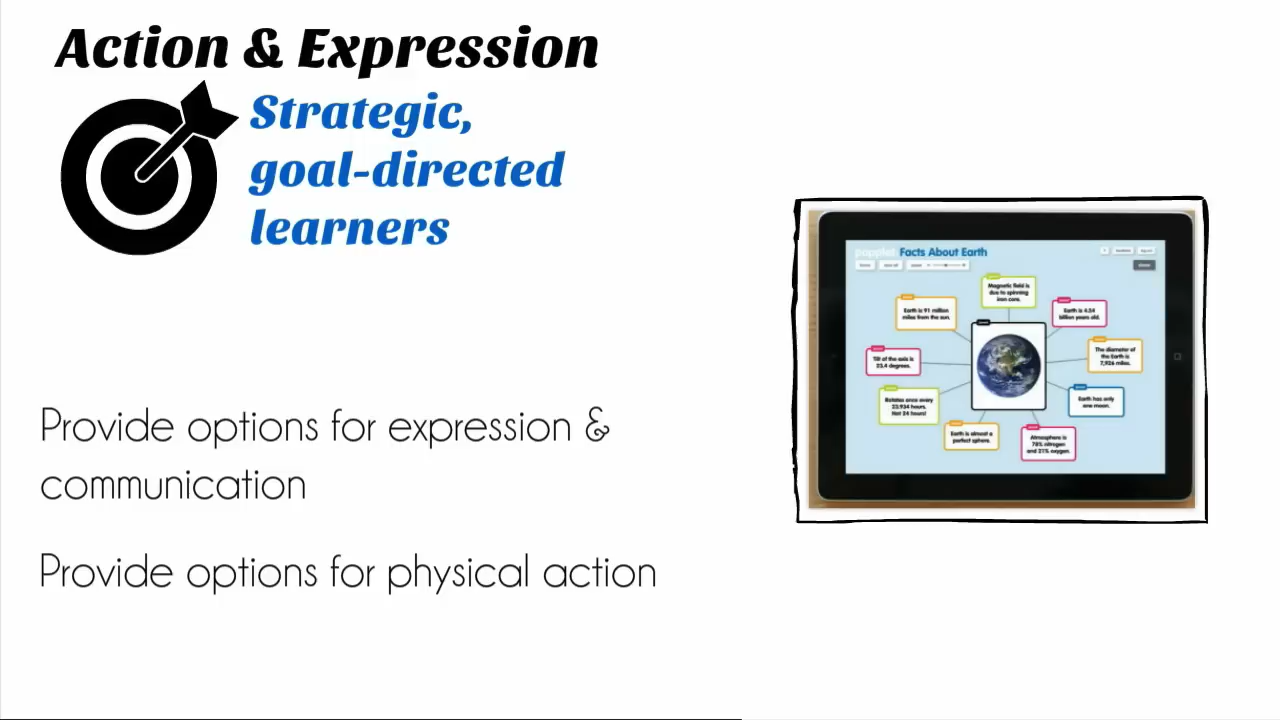 Action & Expression
Strategic,
goal-directed
learners
Provide options for expression &
communication
Provide options for physical action
popplet Facts About Earth
Magnetic field is
due to spinning
iron core.
Earth is 91 million
miles from the sun.
Earth is 4.54
billion years old.
The diameter of
the Earth is
7,926 miles.
Tilt of the axis is
23.4 degrees.
Rotates once every
23.934 hours.
Not 24 hours!
Earth has only
one moon.
Earth is almost a
perfect sphere.
Atmosphere is
78% nitrogen
and 21% oxygen.